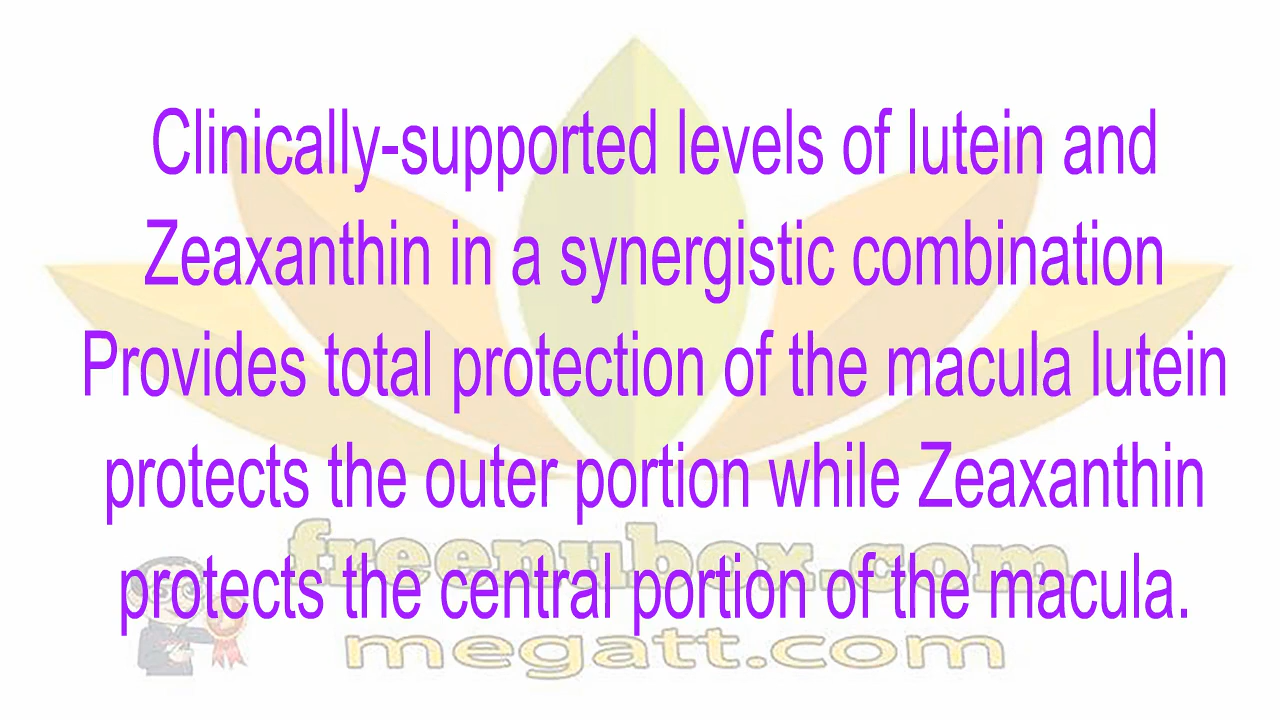 Clinically-supported levels of lutein and
Zeaxanthin in a synergistic combination
Provides total protection of the macula lutein
protects the outer portion while Zeaxanthin
protects the central portion of the macula.
freenubox.com
megatt.com